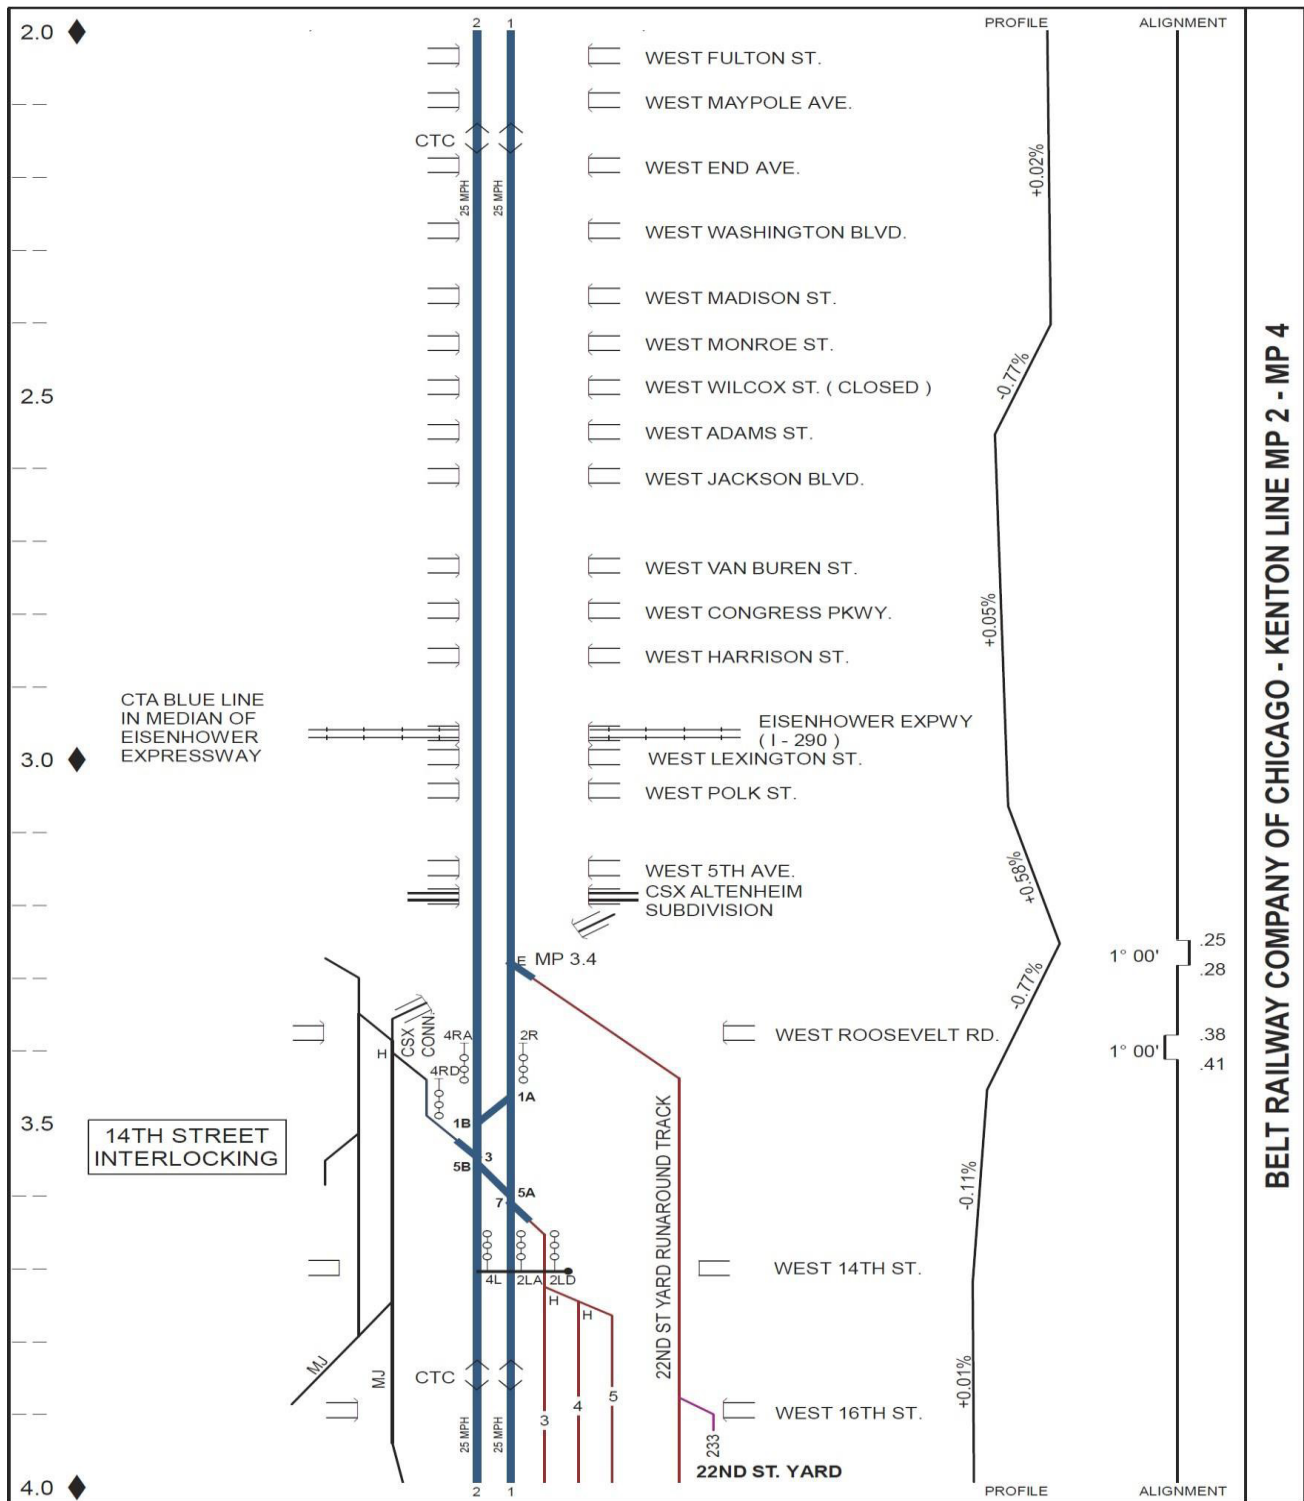 2.0
2
1
PROFILE
ALIGNMENT
WEST FULTON ST.
WEST MAYPOLE AVE.
CTC
WEST END AVE.
25 MPH
25 MPH
+0.02%
WEST WASHINGTON BLVD.
WEST MADISON ST.
WEST MONROE ST.
-0.77%
WEST WILCOX ST. ( CLOSED )
2.5
WEST ADAMS ST.
WEST JACKSON BLVD.
WEST VAN BUREN ST.
WEST CONGRESS PKWY.
+0.05%
WEST HARRISON ST.
CTA BLUE LINE
IN MEDIAN OF
EISENHOWER
EXPRESSWAY
EISENHOWER EXPWY
( I - 290 )
3.0
WEST LEXINGTON ST.
WEST POLK ST.
WEST 5TH AVE.
+0.58%
CSX ALTENHEIM
SUBDIVISION
E MP 3.4
1° 00'
.25
.28
-0.77%
CSX
CONN.
4RA
2R
WEST ROOSEVELT RD.
.38
1° 00'
.41
H
4RD
1A
1B
3.5
14TH STREET
INTERLOCKING
3
5B
5A
7
22ND ST YARD RUNAROUND TRACK
-0.11%
4L
2LA
2LD
WEST 14TH ST.
H
H
MJ
MJ
CTC
3
4
5
+0.01%
WEST 16TH ST.
25 MPH
25 MPH
233
22ND ST. YARD
4.0
2
1
PROFILE
ALIGNMENT
BELT RAILWAY COMPANY OF CHICAGO - KENTON LINE MP 2 - MP 4